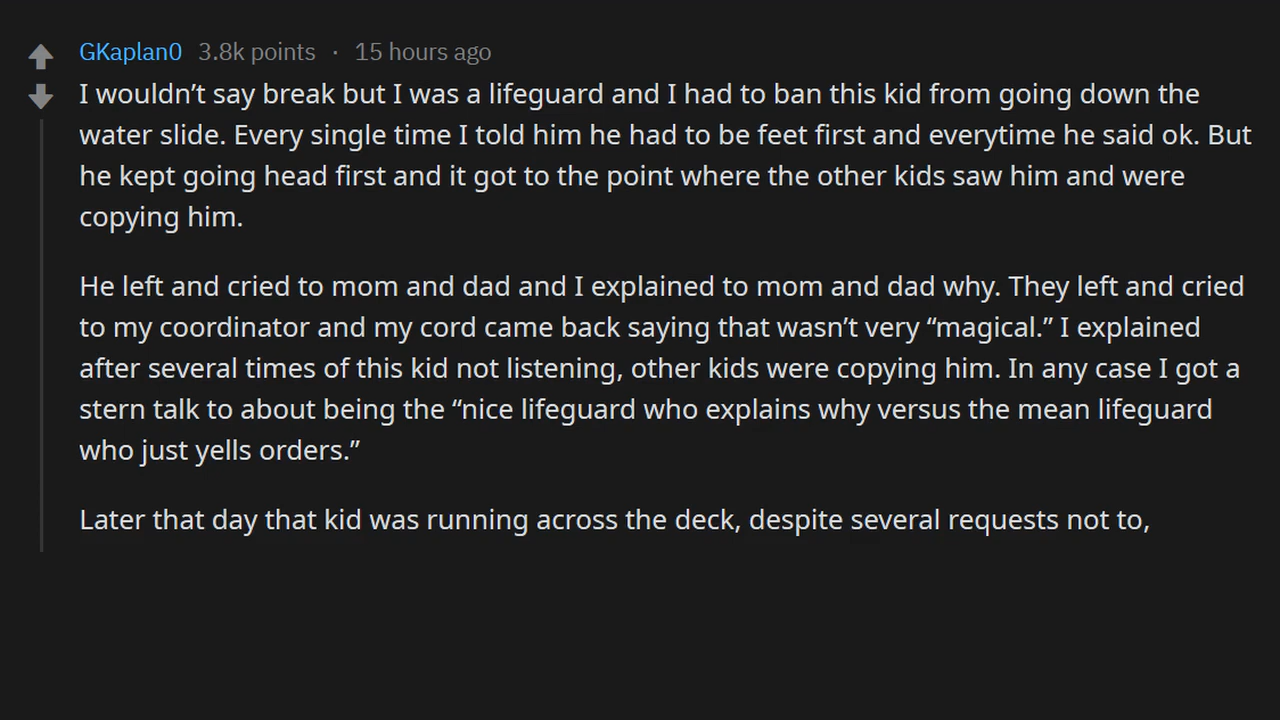 GKaplan0 3.8k points · 15 hours ago
I wouldn’t say break but I was a lifeguard and I had to ban this kid from going down the
water slide. Every single time I told him he had to be feet first and everytime he said ok. But
he kept going head first and it got to the point where the other kids saw him and were
copying him.
He left and cried to mom and dad and I explained to mom and dad why. They left and cried
to my coordinator and my cord came back saying that wasn’t very “magical.” I explained
after several times of this kid not listening, other kids were copying him. In any case I got a
stern talk to about being the “nice lifeguard who explains why versus the mean lifeguard
who just yells orders.”
Later that day that kid was running across the deck, despite several requests not to,